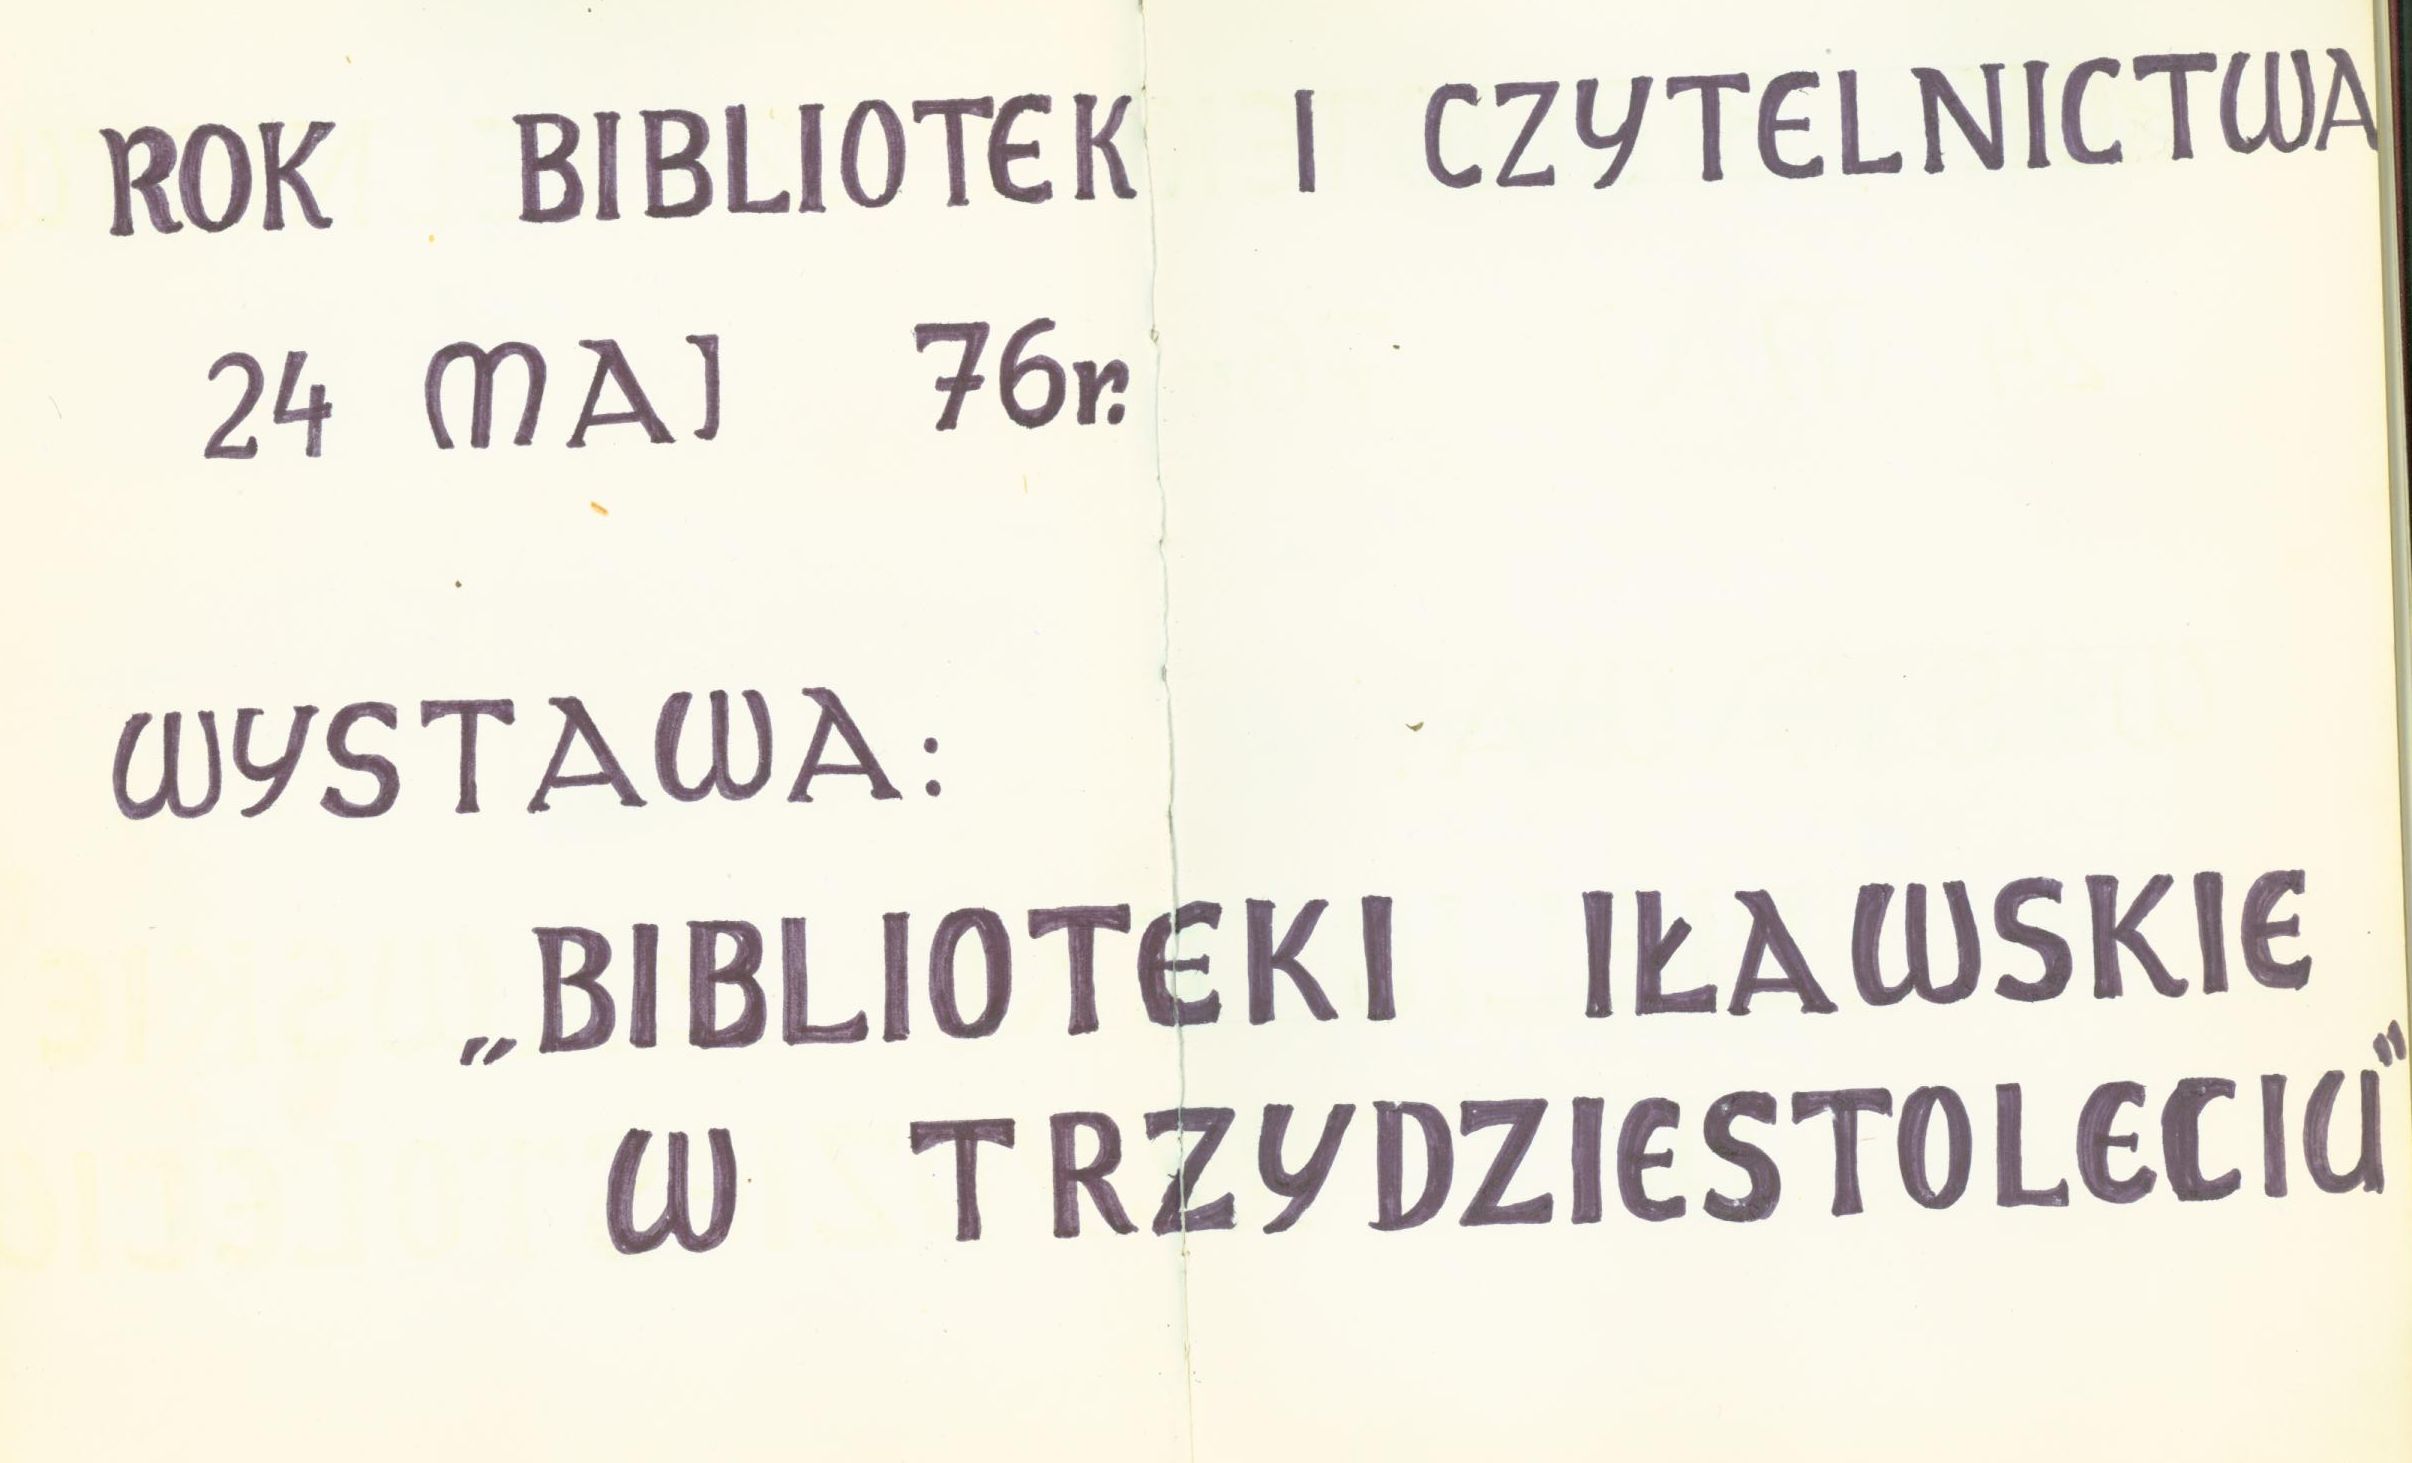 ROK BIBLIOTEK I CZYTELNICTWA
24 MAJ 76r.
WYSTAWA:
„BIBLIOTEKI IŁAWSKIE
W TRZYDZIESTOLECIU"